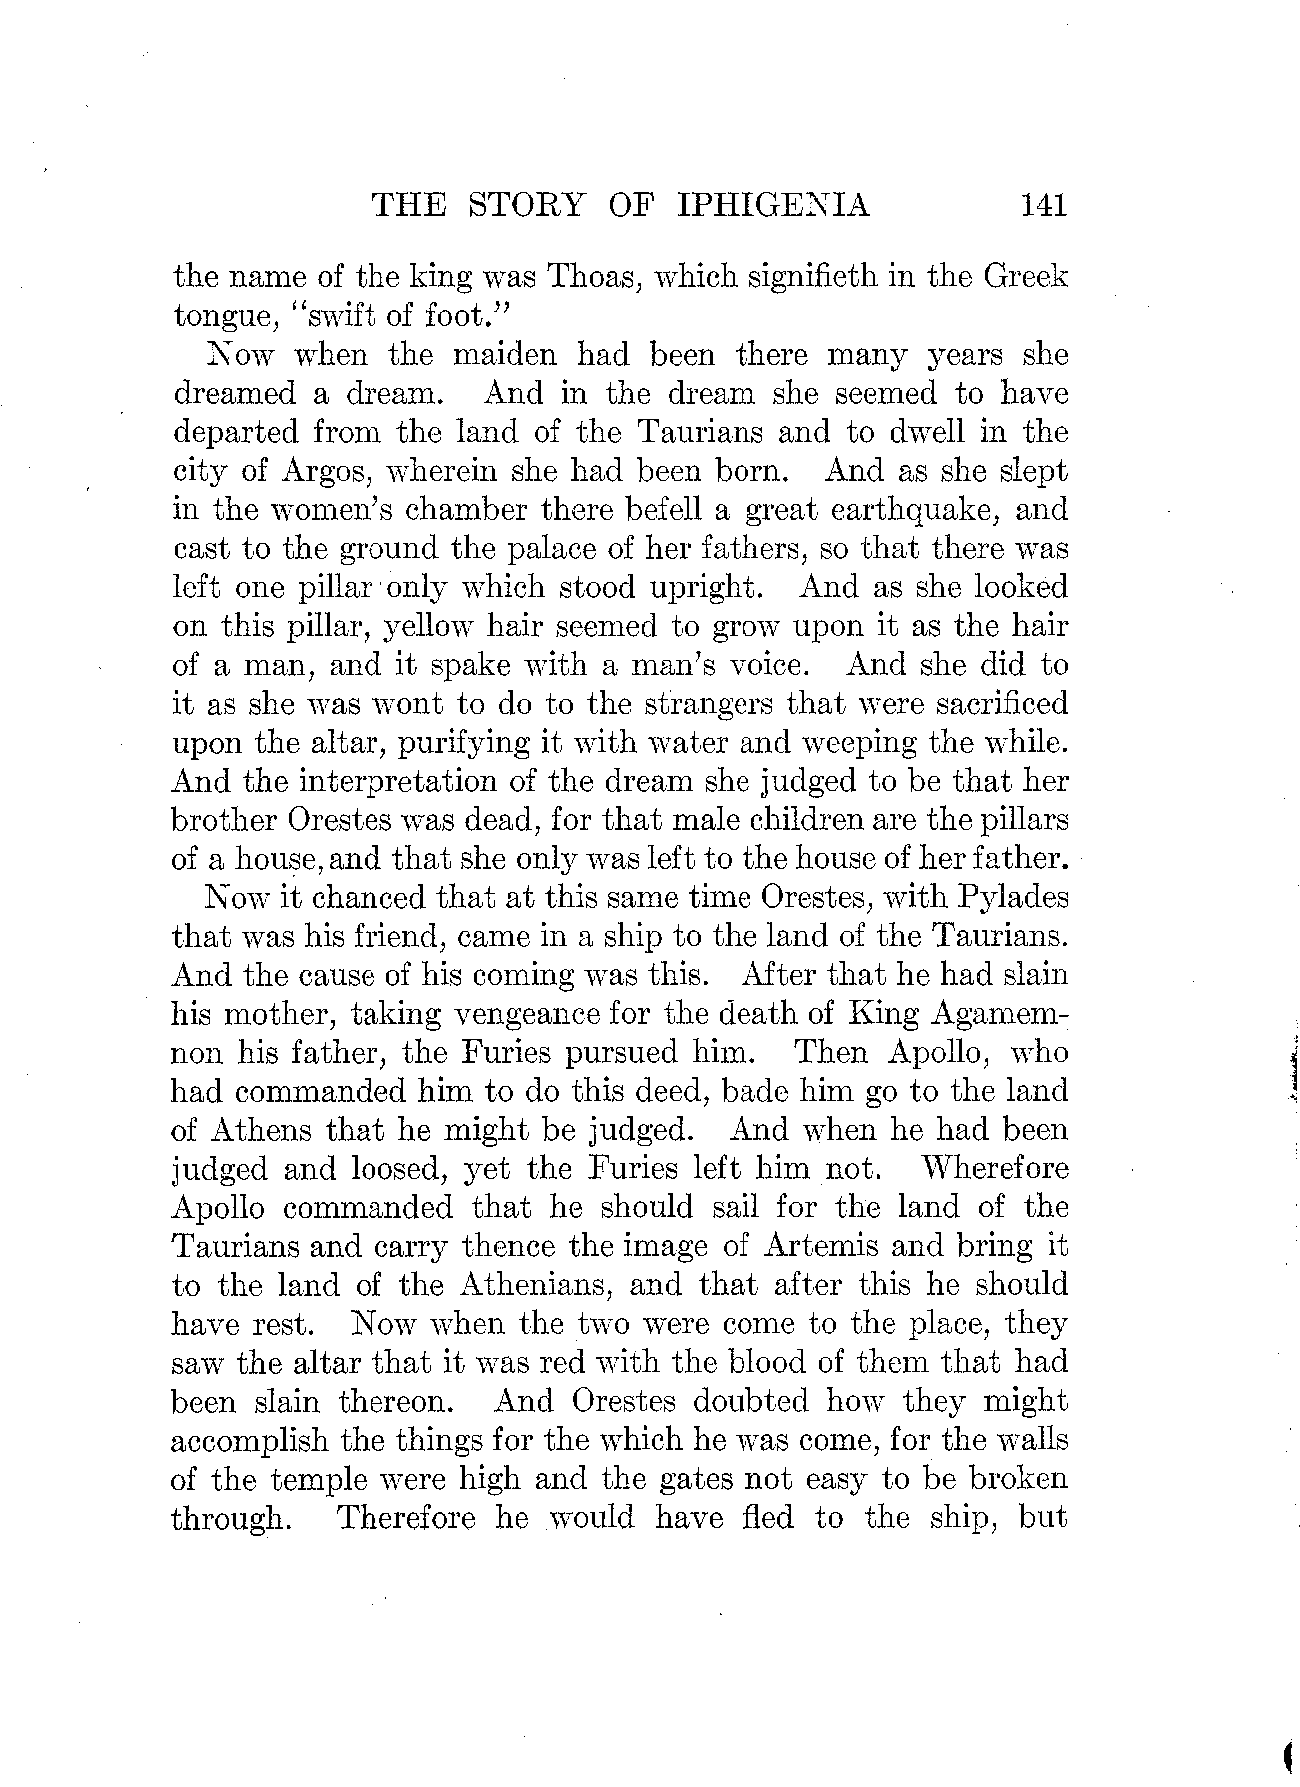 THE STORY OF IPHIGENIA 141
the name of the king was Thoas, which signifieth in the Greek
tongue, "swift of foot."
Now when the maiden had been there many years she
dreamed a dream. And in the dream she seemed to have
departed from the land of the Taurians and to dwell in the
city of Argos, wherein she had been born. And as she slept
in the women's chamber there befell a great earthquake, and
cast to the ground the palace of her fathers, so that there was
left one pillar only which stood upright. And as she looked
on this pillar, yellow hair seemed to grow upon it as the hair
of a man, and it spake with a man's voice. And she did to
it as she was wont to do to the strangers that were sacrificed
upon the altar, purifying it with water and weeping the while.
And the interpretation of the dream she judged to be that her
brother Orestes was dead, for that male children are the pillars
of a house, and that she only was left to the house of her father.
Now it chanced that at this same time Orestes, with Pylades
that was his friend, came in a ship to the land of the Taurians.
And the cause of his coming was this. After that he had slain
his mother, taking vengeance for the death of King Agamem-
non his father, the Furies pursued him. Then Apollo, who
had commanded him to do this deed, bade him go to the land
of Athens that he might be judged. And when he had been
judged and loosed, yet the Furies left him not. Wherefore
Apollo commanded that he should sail for the land of the
Taurians and carry thence the image of Artemis and bring it
to the land of the Athenians, and that after this he should
have rest. Now when the two were come to the place, they
saw the altar that it was red with the blood of them that had
been slain thereon. And Orestes doubted how they might
accomplish the things for the which he was come, for the walls
of the temple were high and the gates not easy to be broken
through. Therefore he would have fled to the ship, but